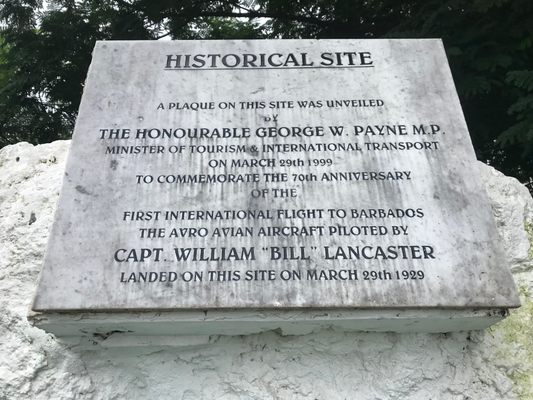 HISTORICAL SITE
A PLAQUE ON THIS SITE WAS UNVEILED
BY
THE HONOURABLE GEORGE W. PAYNE M.P.
MINISTER OF TOURISM & INTERNATIONAL TRANSPORT
ON MARCH 29th 1999
TO COMMEMORATE THE 70th ANNIVERSARY
OF THE
FIRST INTERNATIONAL FLIGHT TO BARBADOS
THE AVRO AVIAN AIRCRAFT PILOTED BY
CAPT. WILLIAM "BILL" LANCASTER
LANDED ON THIS SITE ON MARCH 29th 1929